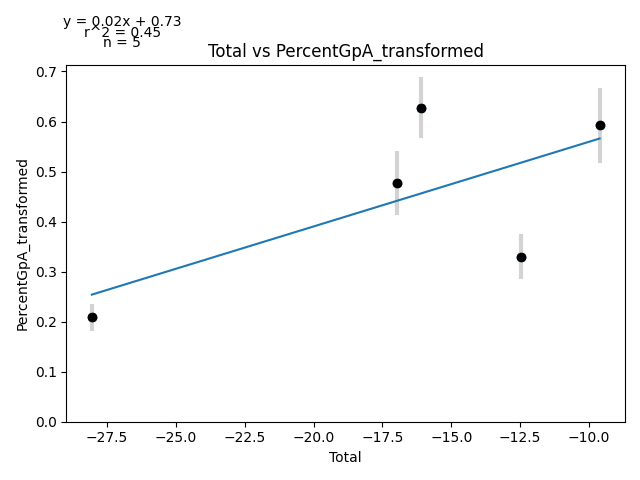 y = 0.02x + 0.73
r^2 = 0.45
n = 5
Total vs PercentGpA_transformed
PercentGpA_transformed
0.7
0.6
0.5
0.4
0.3
0.2
0.1
0.0
−27.5 −25.0 −22.5 −20.0 −17.5 −15.0 −12.5 −10.0
Total